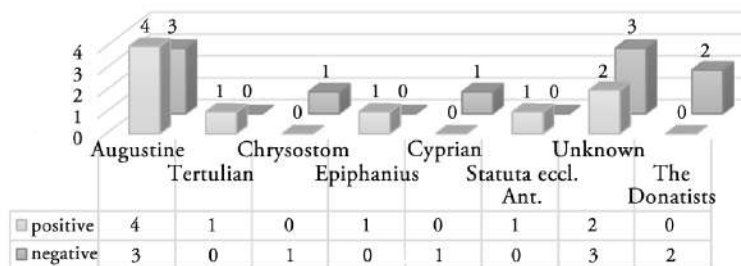 4 3 3
4 2
3 1 1 2
2 1 0 1 0 1 0
1 0 0 0
0
Augustine Chrysostom Cyprian Unknown
Tertulian Epiphanius Statuta eccl. The
Ant. Donatists
positive 4 1 0 1 0 1 2 0
negative 3 0 1 0 1 0 3 2